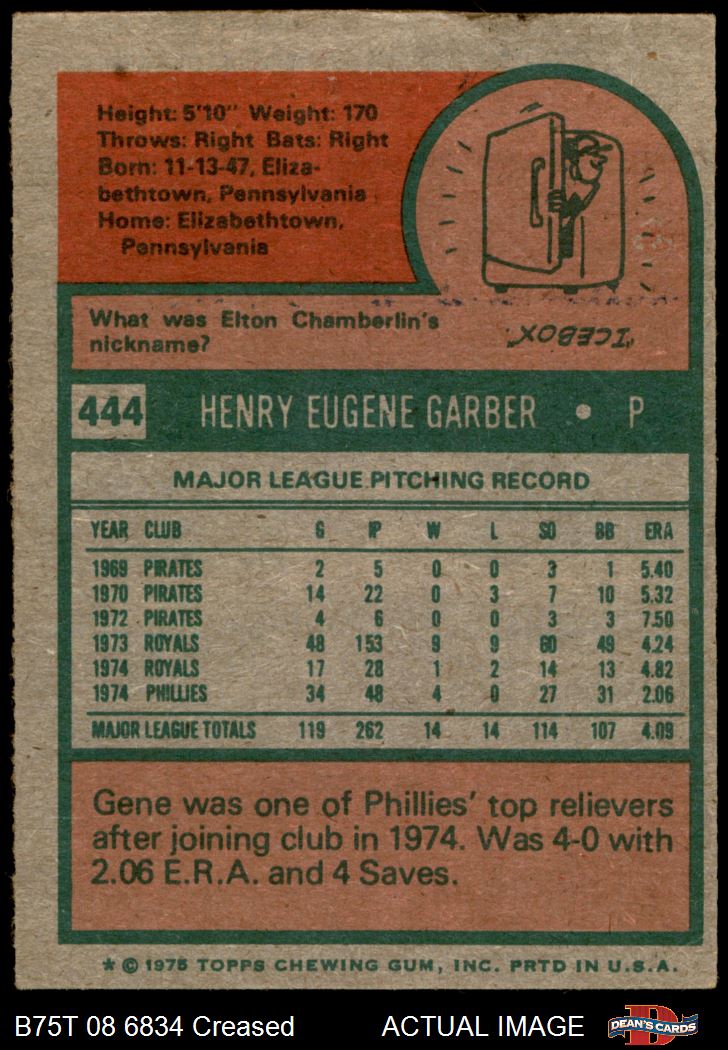 Height: 5'10" Weight: 170
Throws: Right Bats: Right
Born: 11-13-47, Eliza-
bethtown, Pennsylvania
Home: Elizabethtown,
Pennsylvania
What was Elton Chamberlin's
nickname?
"ICEBOX"
444 HENRY EUGENE GARBER • P
MAJOR LEAGUE PITCHING RECORD
YEAR CLUB G IP W L SO BB ERA
1969 PIRATES 2 5 0 0 3 1 5.40
1970 PIRATES 14 22 0 3 7 10 5.32
1972 PIRATES 4 6 0 0 3 3 7.50
1973 ROYALS 48 153 9 9 60 49 4.24
1974 ROYALS 17 28 1 2 14 13 4.82
1974 PHILLIES 34 48 4 0 27 31 2.06
MAJOR LEAGUE TOTALS 119 262 14 14 114 107 4.09
Gene was one of Phillies' top relievers
after joining club in 1974. Was 4-0 with
2.06 E.R.A. and 4 Saves.
* © 1975 TOPPS CHEWING GUM, INC. PRTD IN U.S.A.
B75T 08 6834 Creased ACTUAL IMAGE DEAN'S CARDS